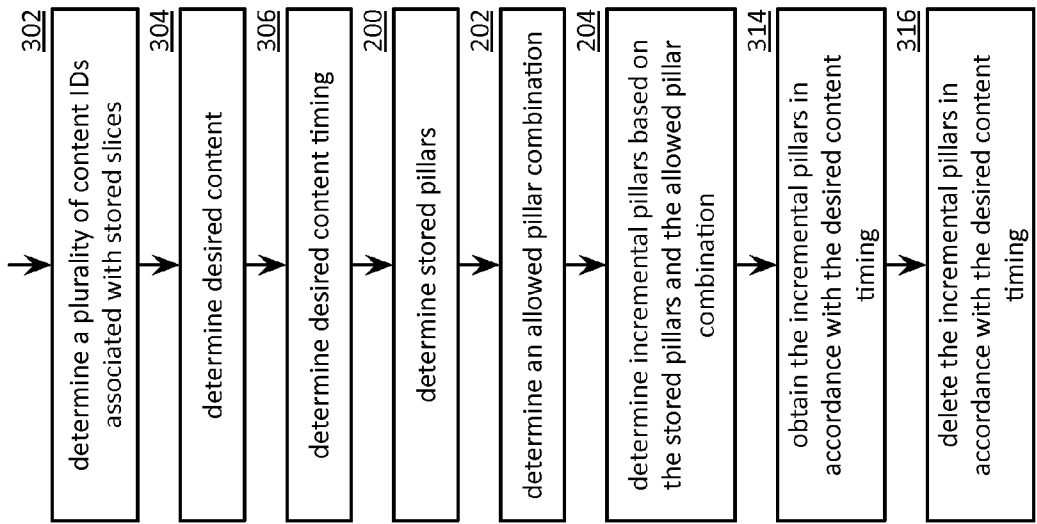 302
determine a plurality of content IDs
associated with stored slices
304
determine desired content
306
determine desired content timing
200
determine stored pillars
202
determine an allowed pillar combination
204
determine incremental pillars based on
the stored pillars and the allowed pillar
combination
314
obtain the incremental pillars in
accordance with the desired content
timing
316
delete the incremental pillars in
accordance with the desired content
timing